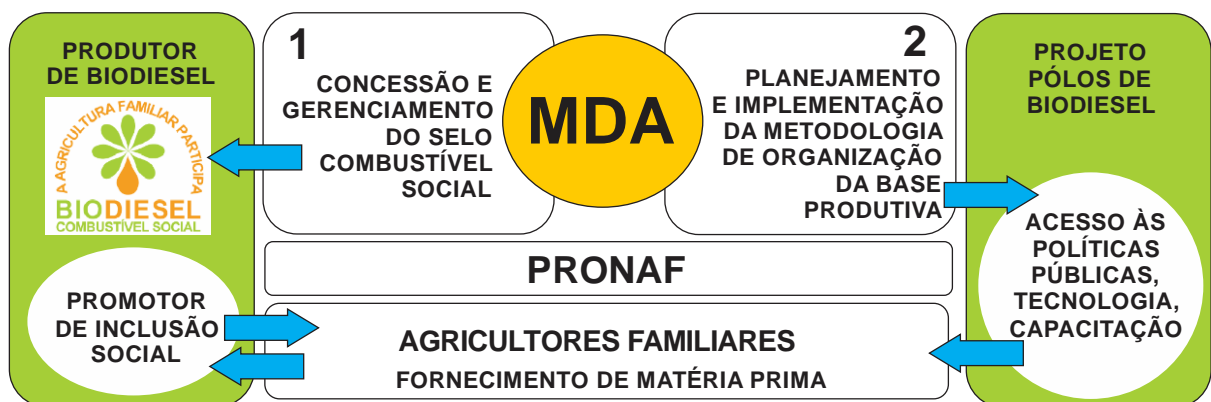 PRODUTOR
DE BIODIESEL
A AGRICULTURA FAMILIAR PARTICIPA
BIODIESEL
COMBUSTÍVEL SOCIAL
PROMOTOR
DE INCLUSÃO
SOCIAL
1
CONCESSÃO E
GERENCIAMENTO
DO SELO
COMBUSTÍVEL
SOCIAL
MDA
2
PLANEJAMENTO
E IMPLEMENTAÇÃO
DA METODOLOGIA
DE ORGANIZAÇÃO
DA BASE
PRODUTIVA
PRONAF
AGRICULTORES FAMILIARES
FORNECIMENTO DE MATÉRIA PRIMA
PROJETO
PÓLOS DE
BIODIESEL
ACESSO ÀS
POLÍTICAS
PÚBLICAS,
TECNOLOGIA,
CAPACITAÇÃO